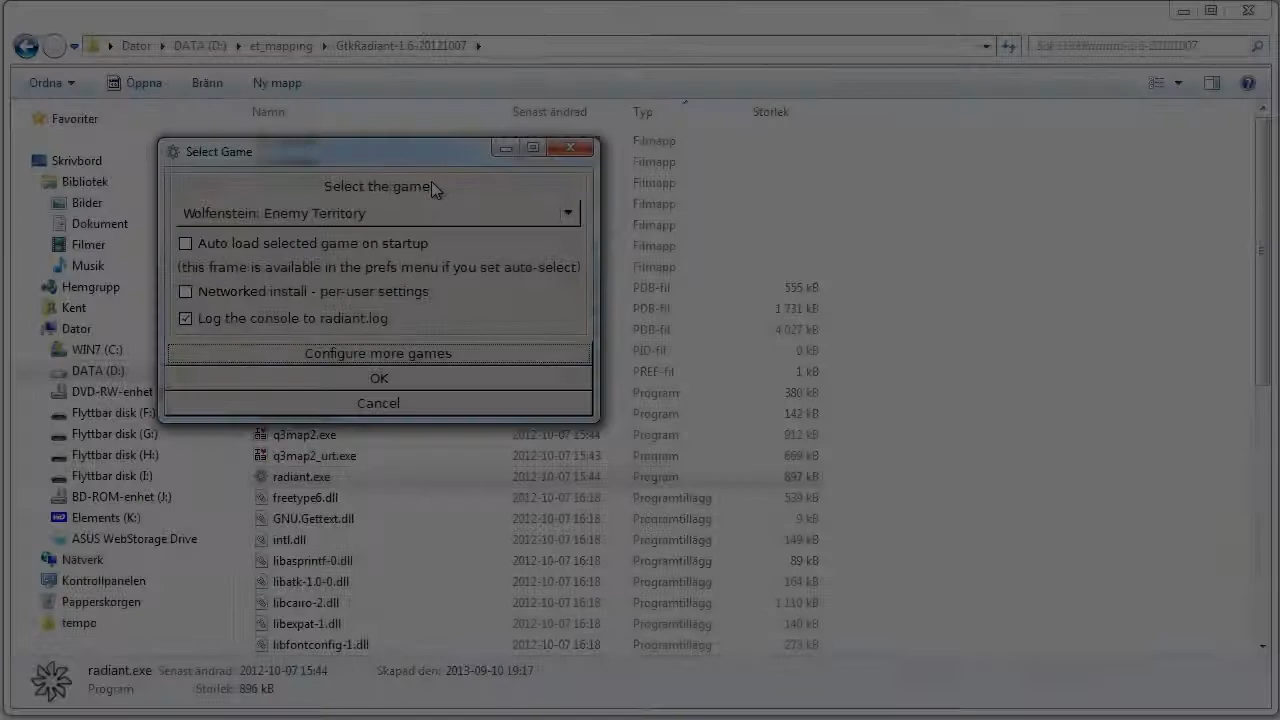 Dator DATA (D:) et_mapping GtkRadiant-1.6-20121007
Ordna Öppna Bränn Ny mapp
Namn Senast ändrad Typ Storlek
Favoriter
Skrivbord
Bibliotek
Bilder
Dokument
Filmer
Musik
Hemgrupp
Kent
Dator
WIN7 (C:)
DATA (D:)
DVD-RW-enhet
Flyttbar disk (F:)
Flyttbar disk (G:)
Flyttbar disk (H:)
Flyttbar disk (I:)
BD-ROM-enhet (J:)
Elements (K:)
ASUS WebStorage Drive
Nätverk
Kontrollpanelen
Papperskorgen
tempo
Select Game
Select the game
Wolfenstein: Enemy Territory
Auto load selected game on startup
(this frame is available in the prefs menu if you set auto-select)
Networked install - per-user settings
Log the console to radiant.log
Configure more games
OK
Cancel
Filmapp
Filmapp
Filmapp
Filmapp
Filmapp
Filmapp
Filmapp
PDB-fil 555 kB
PDB-fil 1 731 kB
PDB-fil 4 027 kB
PID-fil 0 kB
PREF-fil 1 kB
Program 380 kB
Program 142 kB
q3map2.exe 2012-10-07 15:44 Program 912 kB
q3map2_urt.exe 2012-10-07 15:43 Program 669 kB
radiant.exe 2012-10-07 15:44 Program 897 kB
freetype6.dll 2012-10-07 16:18 Programtillägg 539 kB
GNU.Gettext.dll 2012-10-07 16:18 Programtillägg 9 kB
intl.dll 2012-10-07 16:18 Programtillägg 149 kB
libasprintf-0.dll 2012-10-07 16:18 Programtillägg 89 kB
libatk-1.0-0.dll 2012-10-07 16:18 Programtillägg 164 kB
libcairo-2.dll 2012-10-07 16:18 Programtillägg 1 110 kB
libexpat-1.dll 2012-10-07 16:18 Programtillägg 140 kB
libfontconfig-1.dll 2012-10-07 16:18 Programtillägg 273 kB
radiant.exe Senast ändrad: 2012-10-07 15:44 Skapad den: 2013-09-10 19:17
Program Storlek: 896 kB